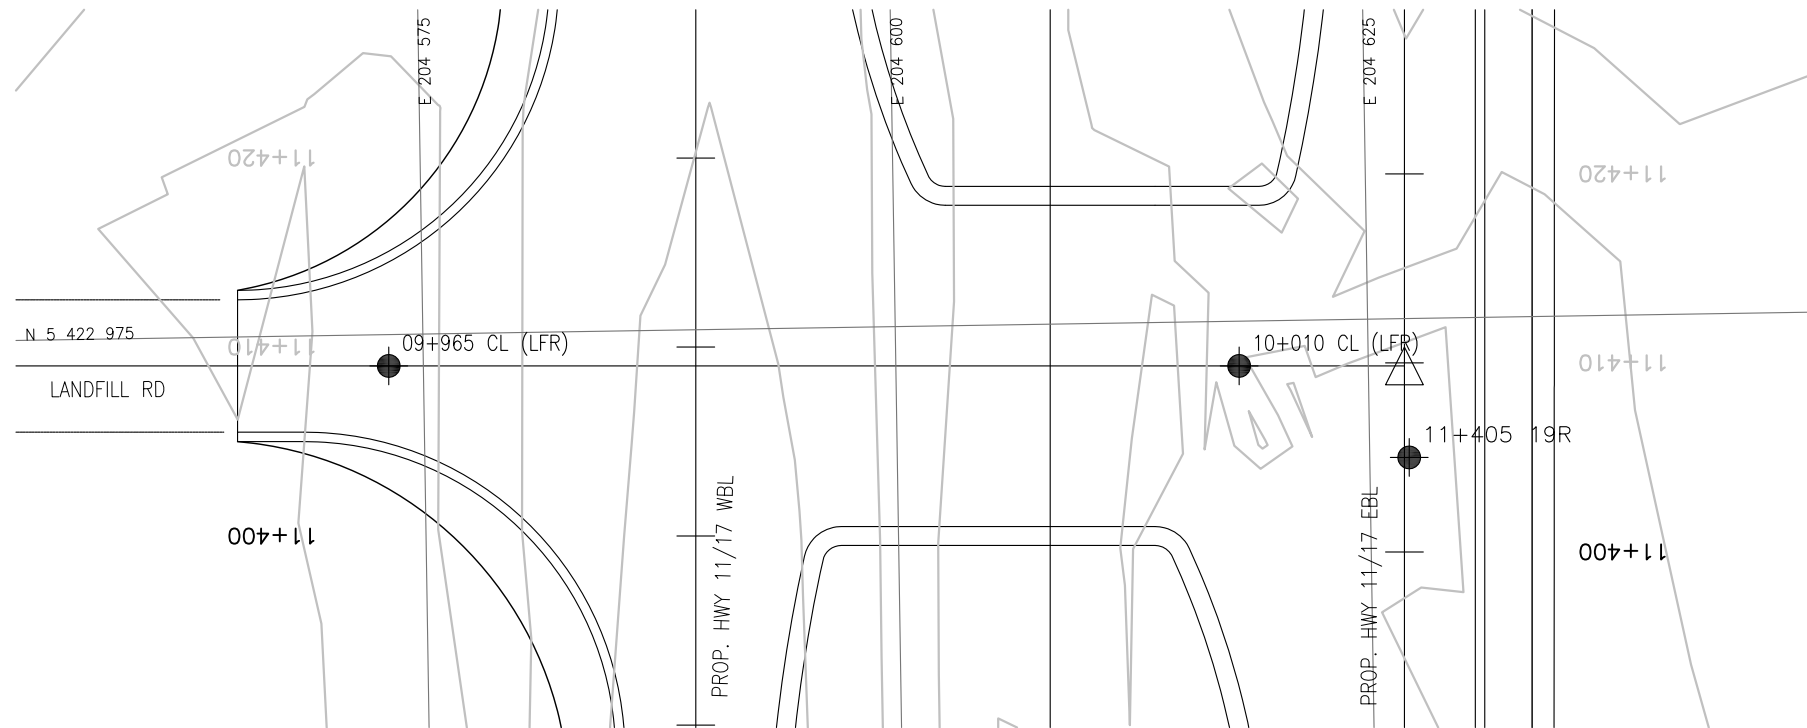 E 204 575
E 204 600
E 204 625
11+420
11+420
N 5 422 975
11+410
09+965 CL (LFR)
10+010 CL (LFR)
11+410
LANDFILL RD
11+405 19R
PROP. HWY 11/17 WBL
PROP. HWY 11/17 EBL
11+400
11+400